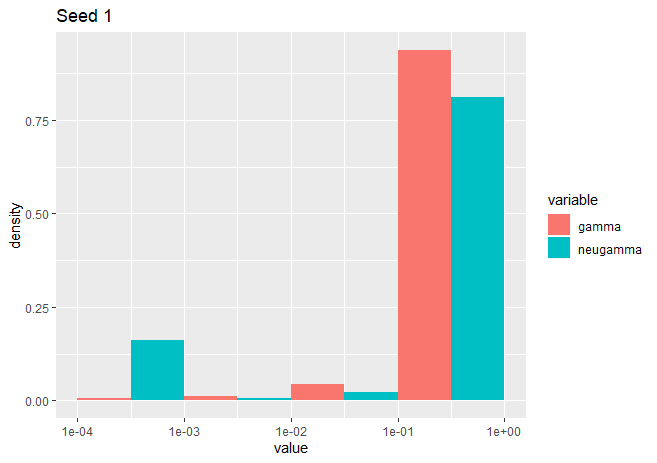 Seed 1
density
0.75
0.50
0.25
0.00
1e-04 1e-03 1e-02 1e-01 1e+00
value
variable
gamma
neugamma